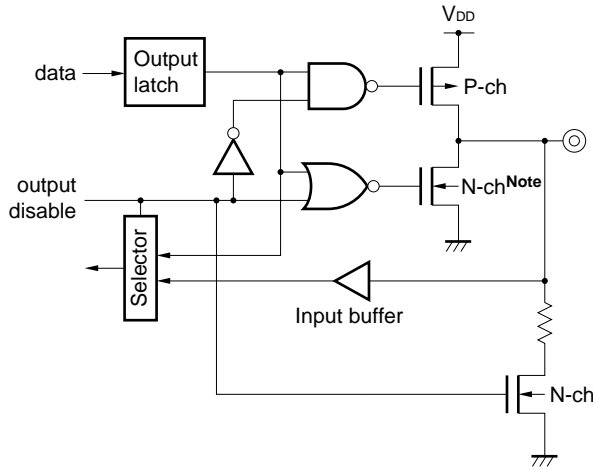 VDD
data
Output
latch
P-ch
output
disable
N-chNote
Selector
Input buffer
N-ch